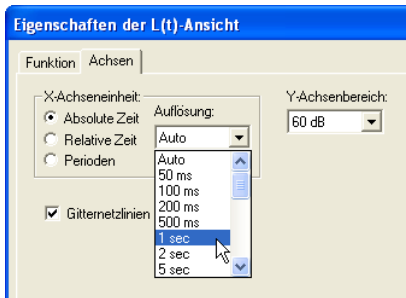 Eigenschaften der L(t)-Ansicht
Funktion
Achsen
X-Achseneinheit:
Absolute Zeit
Relative Zeit
Perioden
Auflösung:
Auto
Auto
50 ms
100 ms
200 ms
500 ms
1 sec
2 sec
5 sec
Y-Achsenbereich:
60 dB
Gitternetzlinien